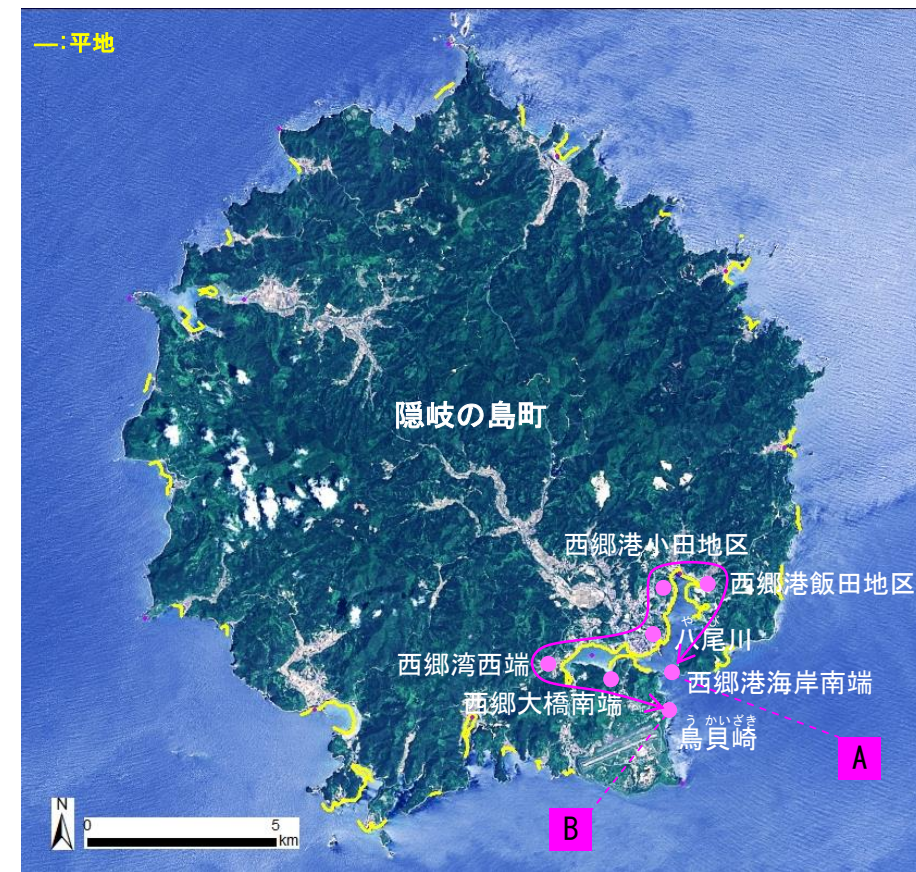 ―:平地
隠岐の島町
西郷港小田地区
西郷港飯田地区
や び
八尾川
西郷湾西端
西郷港海岸南端
西郷大橋南端
う かいざき
鳥貝崎
A
B
N
0 5
km